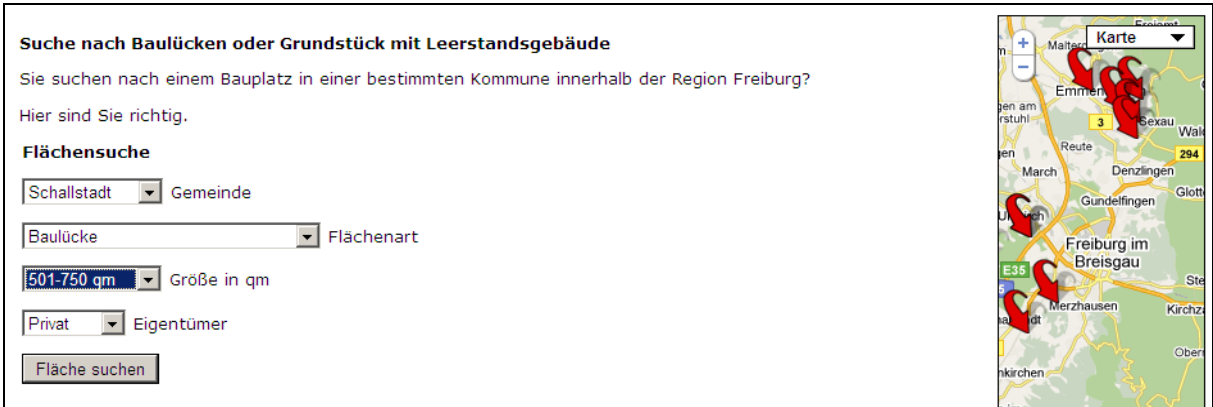 Suche nach Baulücken oder Grundstück mit Leerstandsgebäude
Sie suchen nach einem Bauplatz in einer bestimmten Kommune innerhalb der Region Freiburg?
Hier sind Sie richtig.
Flächensuche
Schallstadt Gemeinde
Baulücke Flächenart
501-750 qm Größe in qm
Privat Eigentümer
Fläche suchen
+
Karte
−
3
Sexau
Reute
294
March
Denzlingen
Gundelfingen
Freiburg im
Breisgau
E35
Merzhausen